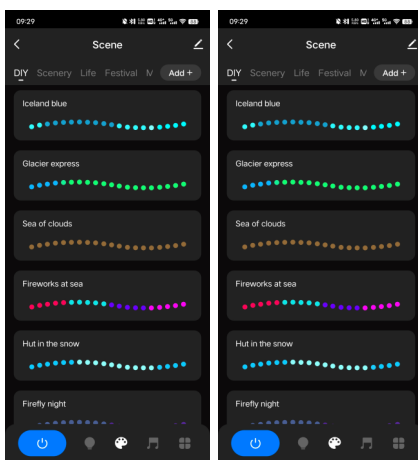 09:29
Scene
DIY Scenery Life Festival M Add +
Iceland blue
Glacier express
Sea of clouds
Fireworks at sea
Hut in the snow
Firefly night
09:29
Scene
DIY Scenery Life Festival M Add +
Iceland blue
Glacier express
Sea of clouds
Fireworks at sea
Hut in the snow
Firefly night